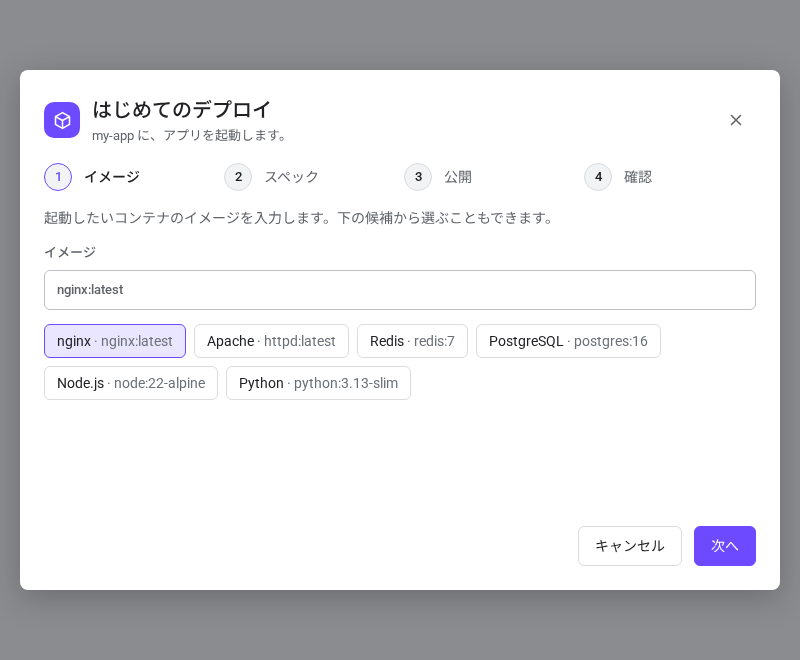 はじめてのデプロイ
my-app に、アプリを起動します。
1 イメージ 2 スペック 3 公開 4 確認
起動したいコンテナのイメージを入力します。下の候補から選ぶこともできます。
イメージ
nginx:latest
nginx · nginx:latest Apache · httpd:latest Redis · redis:7 PostgreSQL · postgres:16
Node.js · node:22-alpine Python · python:3.13-slim
キャンセル 次へ